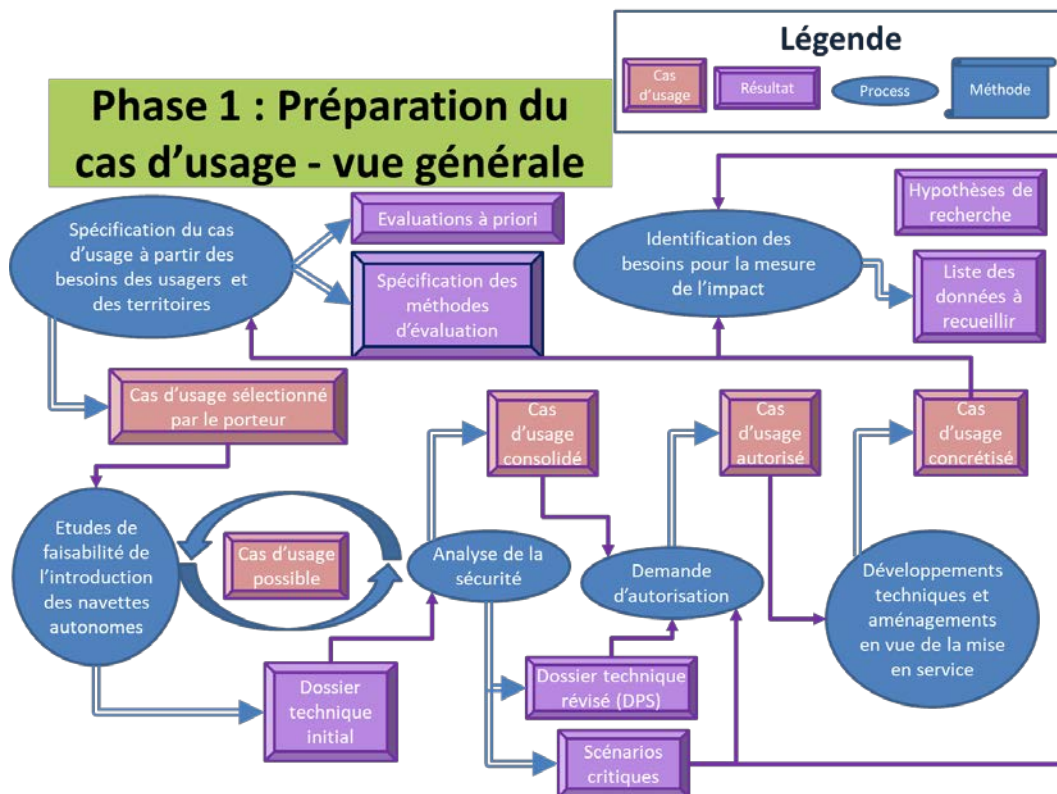 Légende
Cas
d'usage
Résultat
Process
Méthode
Phase 1 : Préparation du
cas d'usage - vue générale
Spécification du cas
d'usage à partir des
besoins des usagers et
des territoires
Evaluations à priori
Spécification des
méthodes
d'évaluation
Identification des
besoins pour la mesure
de l'impact
Hypothèses de
recherche
Liste des
données à
recueillir
Cas d'usage sélectionné
par le porteur
Cas
d'usage
consolidé
Cas
d'usage
autorisé
Cas
d'usage
concrétisé
Etudes de
faisabilité de
l'introduction
des navettes
autonomes
Cas d'usage
possible
Analyse de la
sécurité
Demande
d'autorisation
Développements
techniques et
aménagements
en vue de la mise
en service
Dossier
technique
initial
Dossier technique
révisé (DPS)
Scénarios
critiques